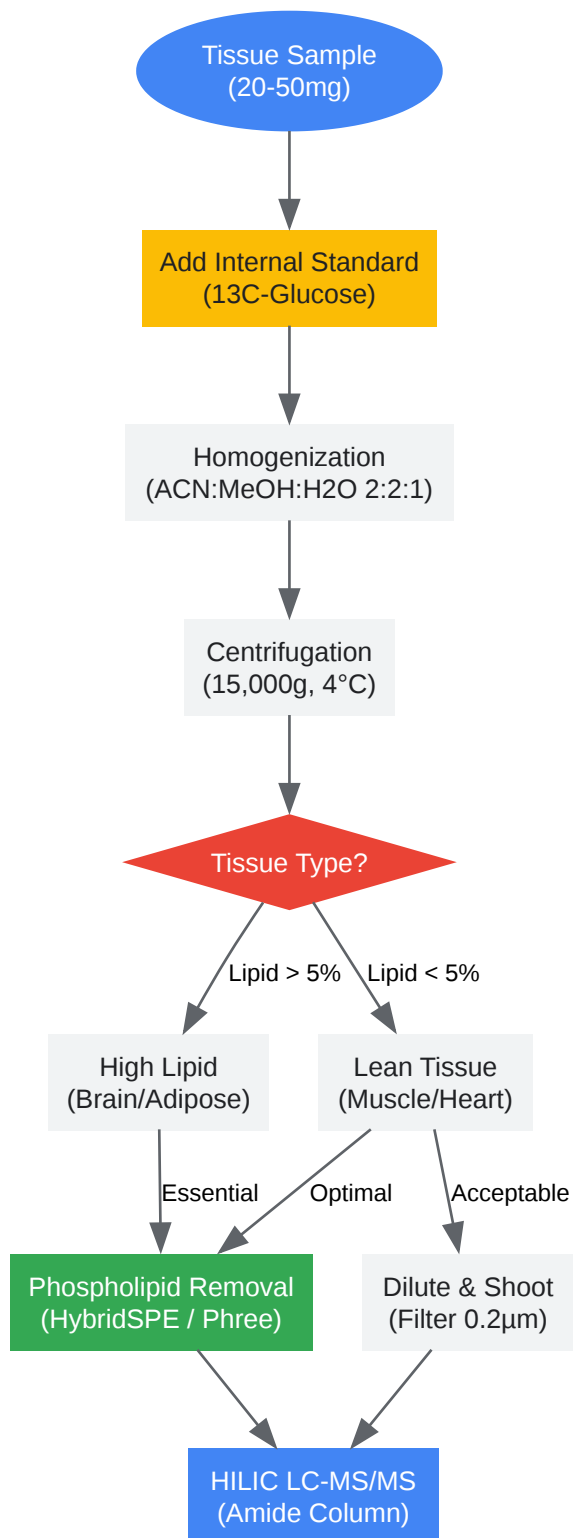 Tissue Sample
(20-50mg)
Add Internal Standard
(13C-Glucose)
Homogenization
(ACN:MeOH:H2O 2:2:1)
Centrifugation
(15,000g, 4°C)
Tissue Type?
Lipid > 5%
Lipid < 5%
High Lipid
(Brain/Adipose)
Lean Tissue
(Muscle/Heart)
Essential
Optimal
Acceptable
Phospholipid Removal
(HybridSPE / Phree)
Dilute & Shoot
(Filter 0.2µm)
HILIC LC-MS/MS
(Amide Column)